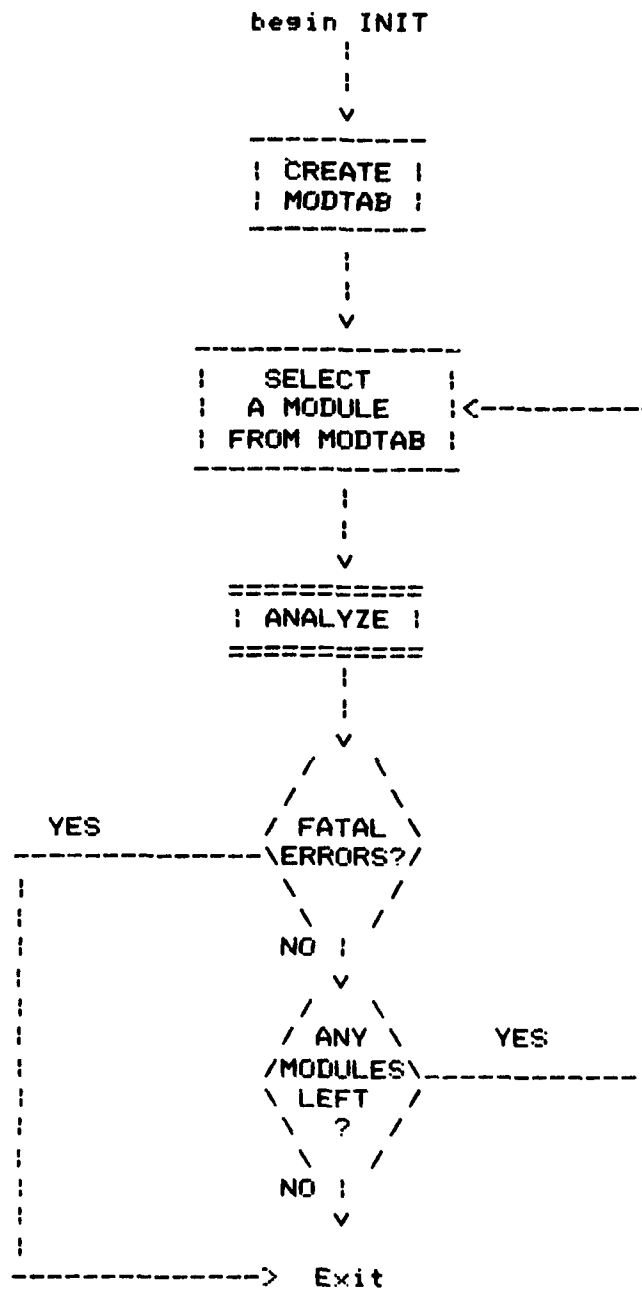 begin INIT
CREATE
MODTAB
SELECT
A MODULE
FROM MODTAB
ANALYZE
YES
FATAL
ERRORS?
NO
ANY
YES
MODULES
LEFT
?
NO
Exit